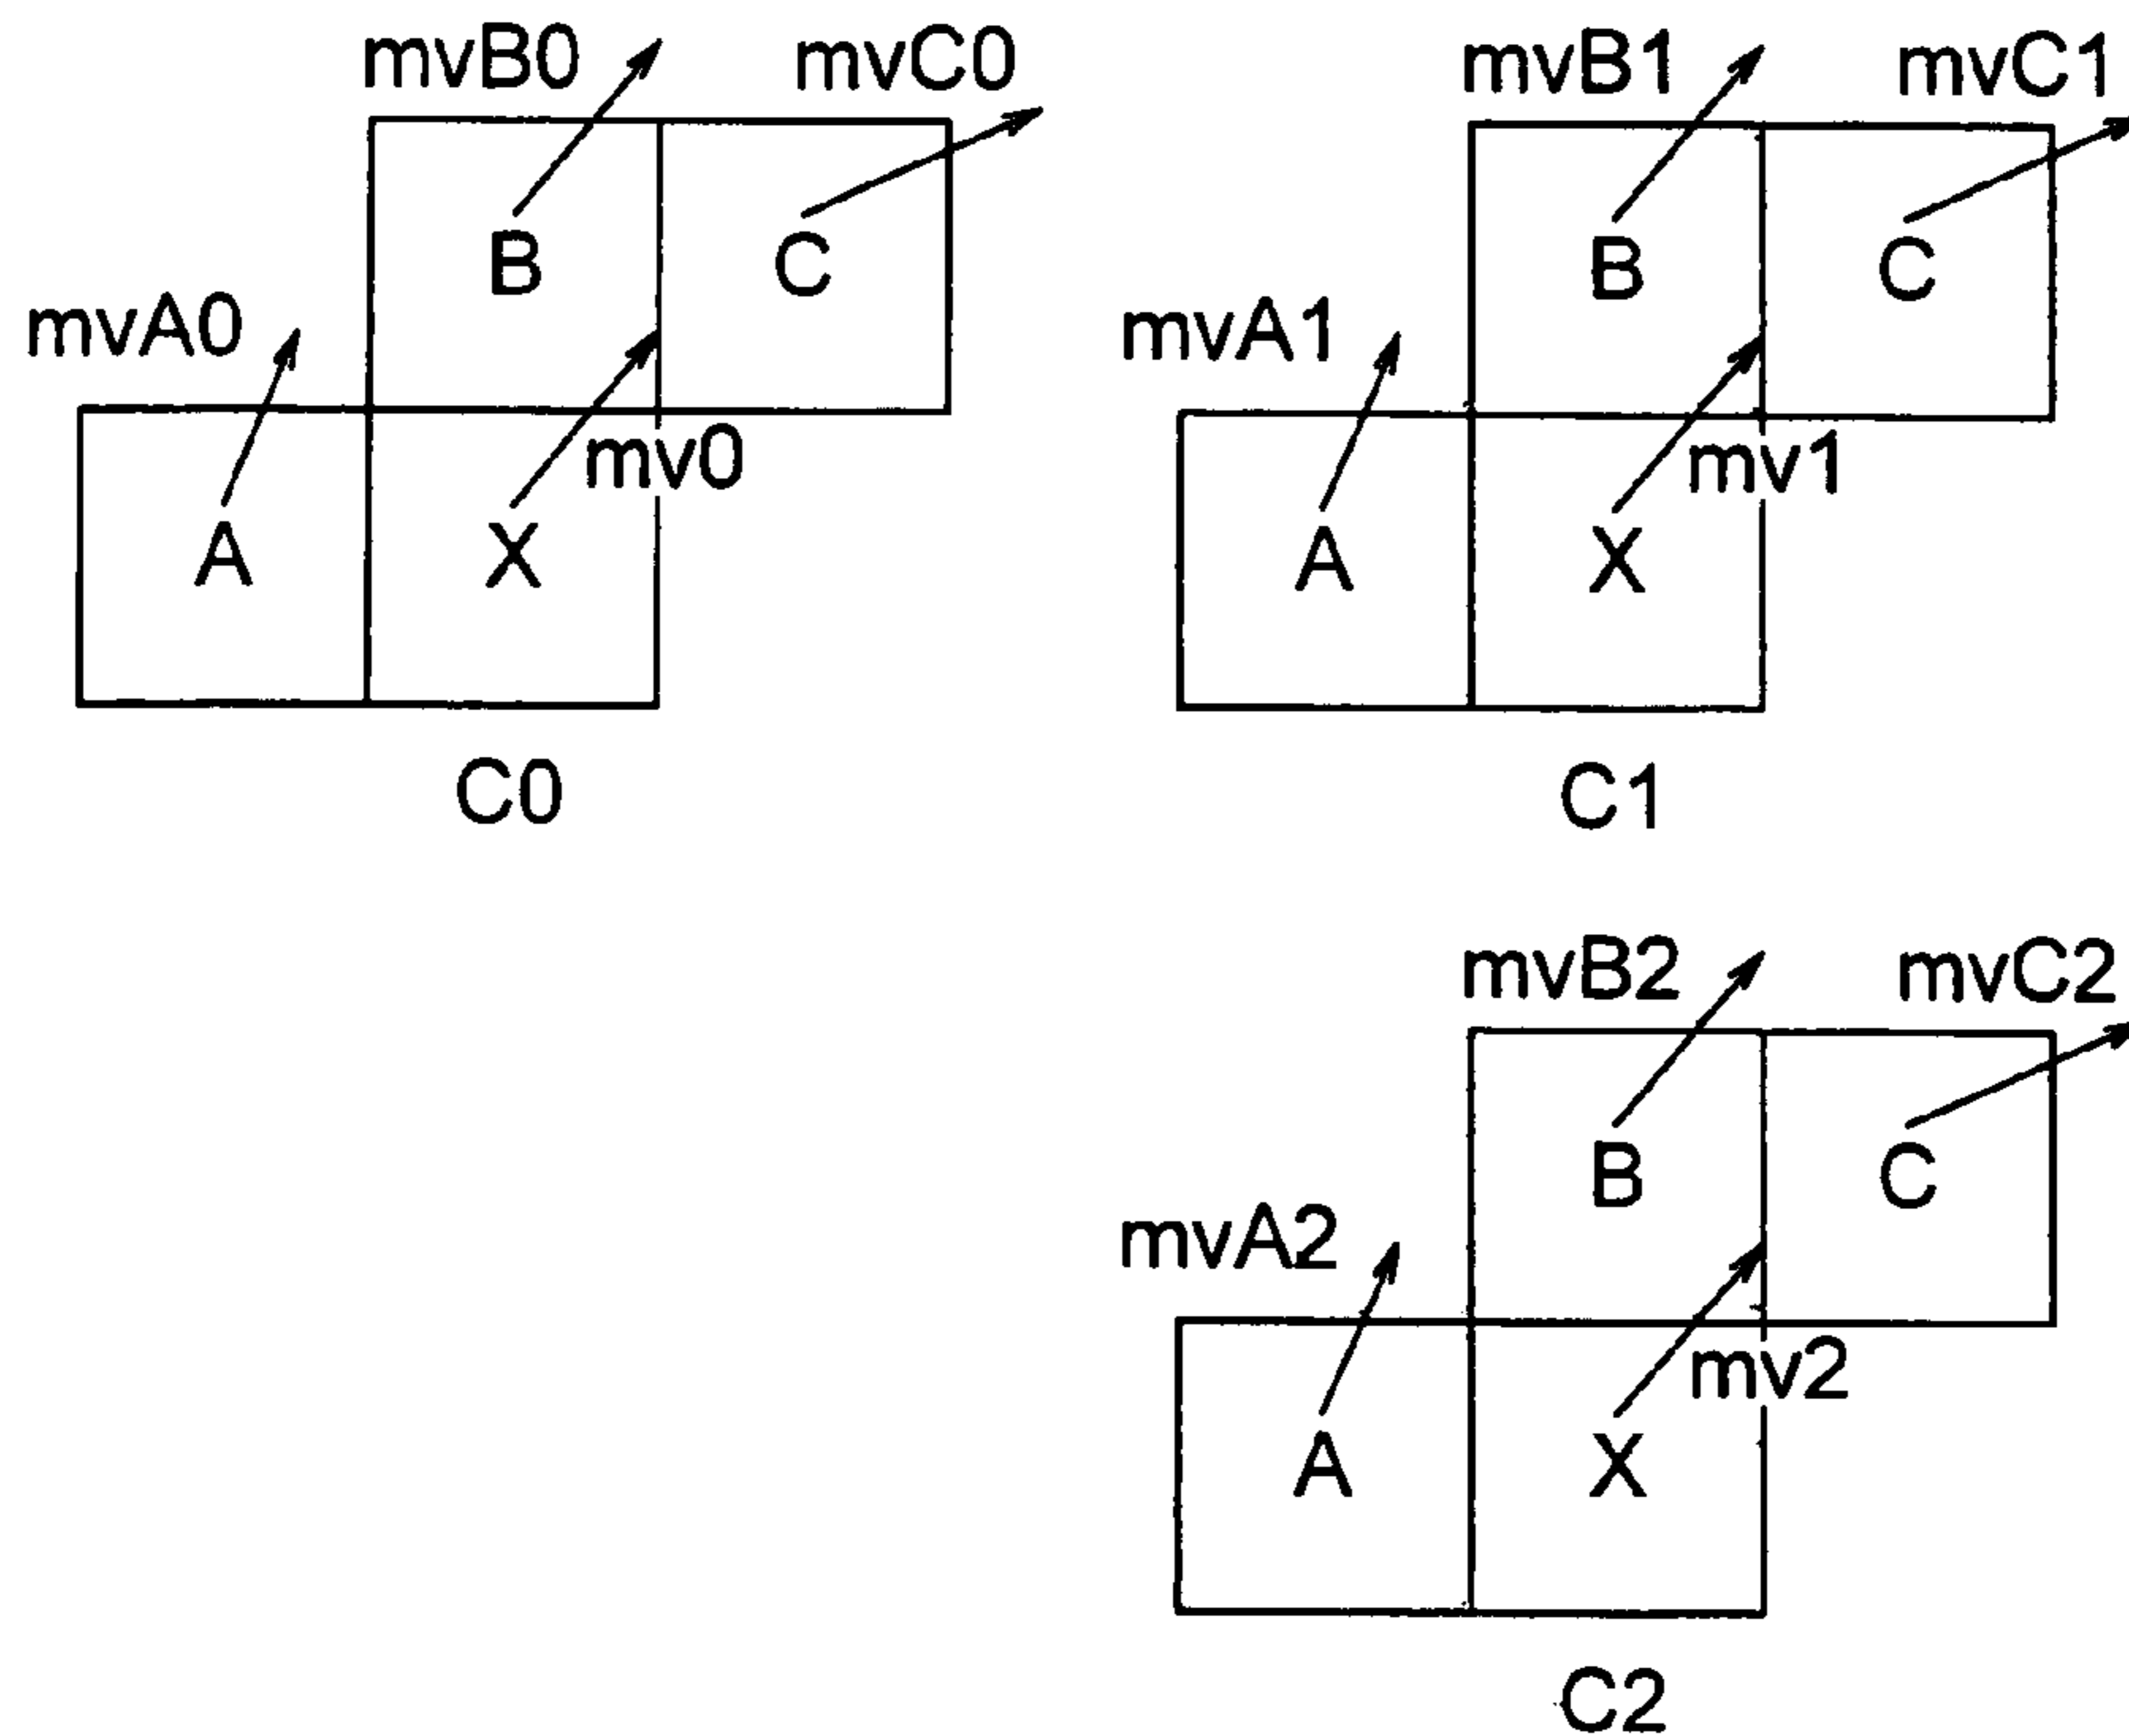 mvB0 mvC0
B C
mvA0
mv0
A X
C0
mvB1 mvC1
B C
mvA1
mv1
A X
C1
mvB2 mvC2
B C
mvA2
mv2
A X
C2